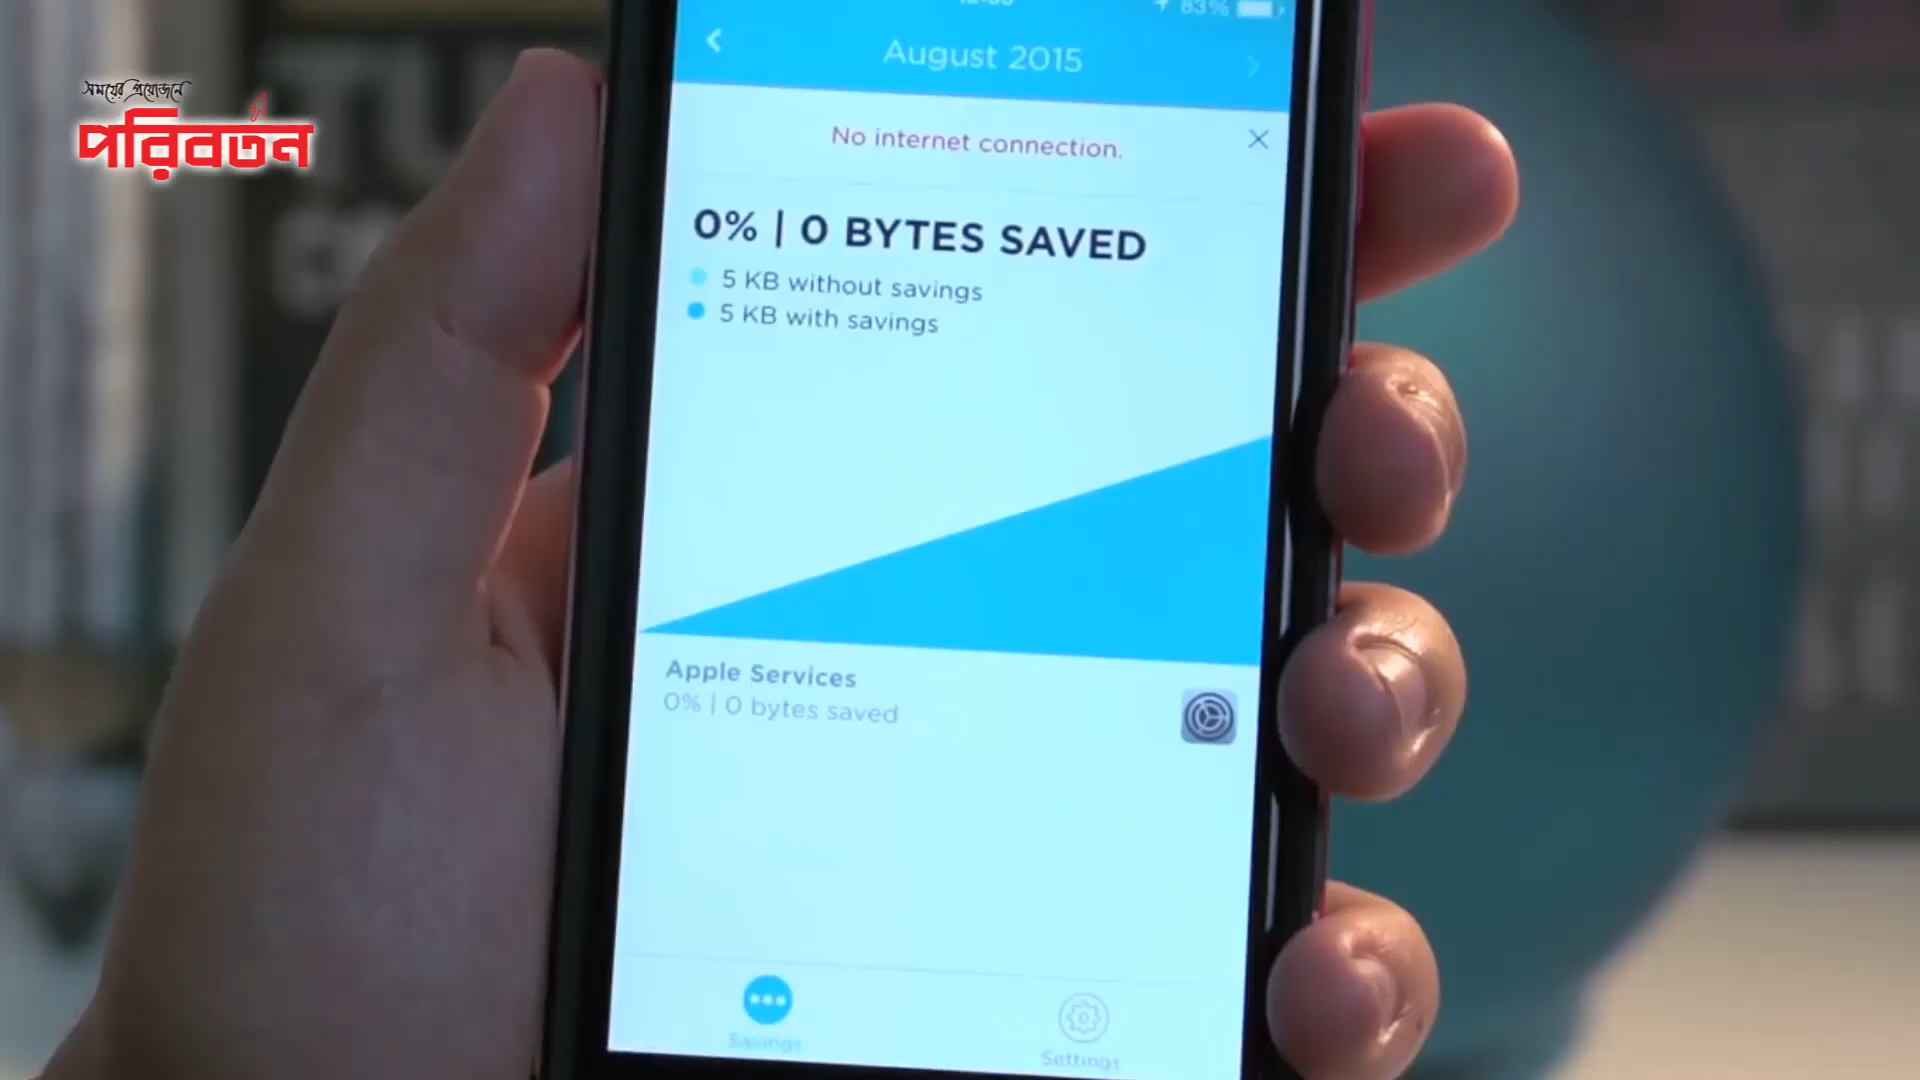 সময়ের প্রয়োজনে
পরিবর্তন
83%
August 2015
No internet connection.
0% | 0 BYTES SAVED
5 KB without savings
5 KB with savings
Apple Services
0% | 0 bytes saved
Savings
Settings